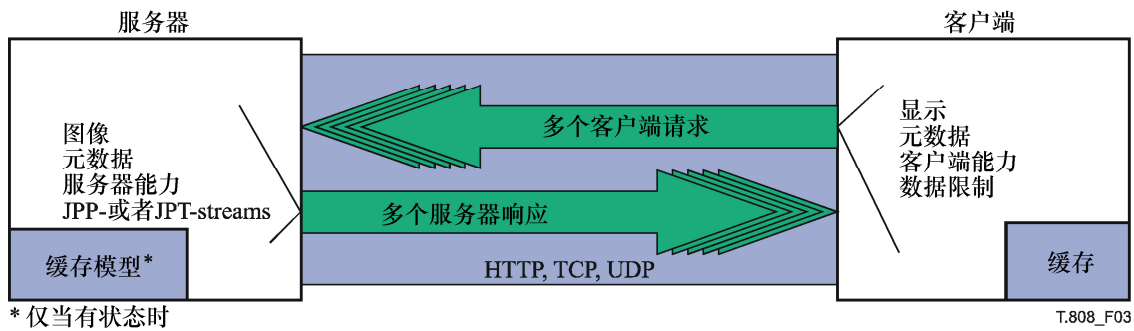 服务器
客户端
图像
元数据
服务器能力
JPP-或者JPT-streams
缓存模型*
多个客户端请求
多个服务器响应
HTTP, TCP, UDP
显示
元数据
客户端能力
数据限制
缓存
* 仅当有状态时
T.808_F03